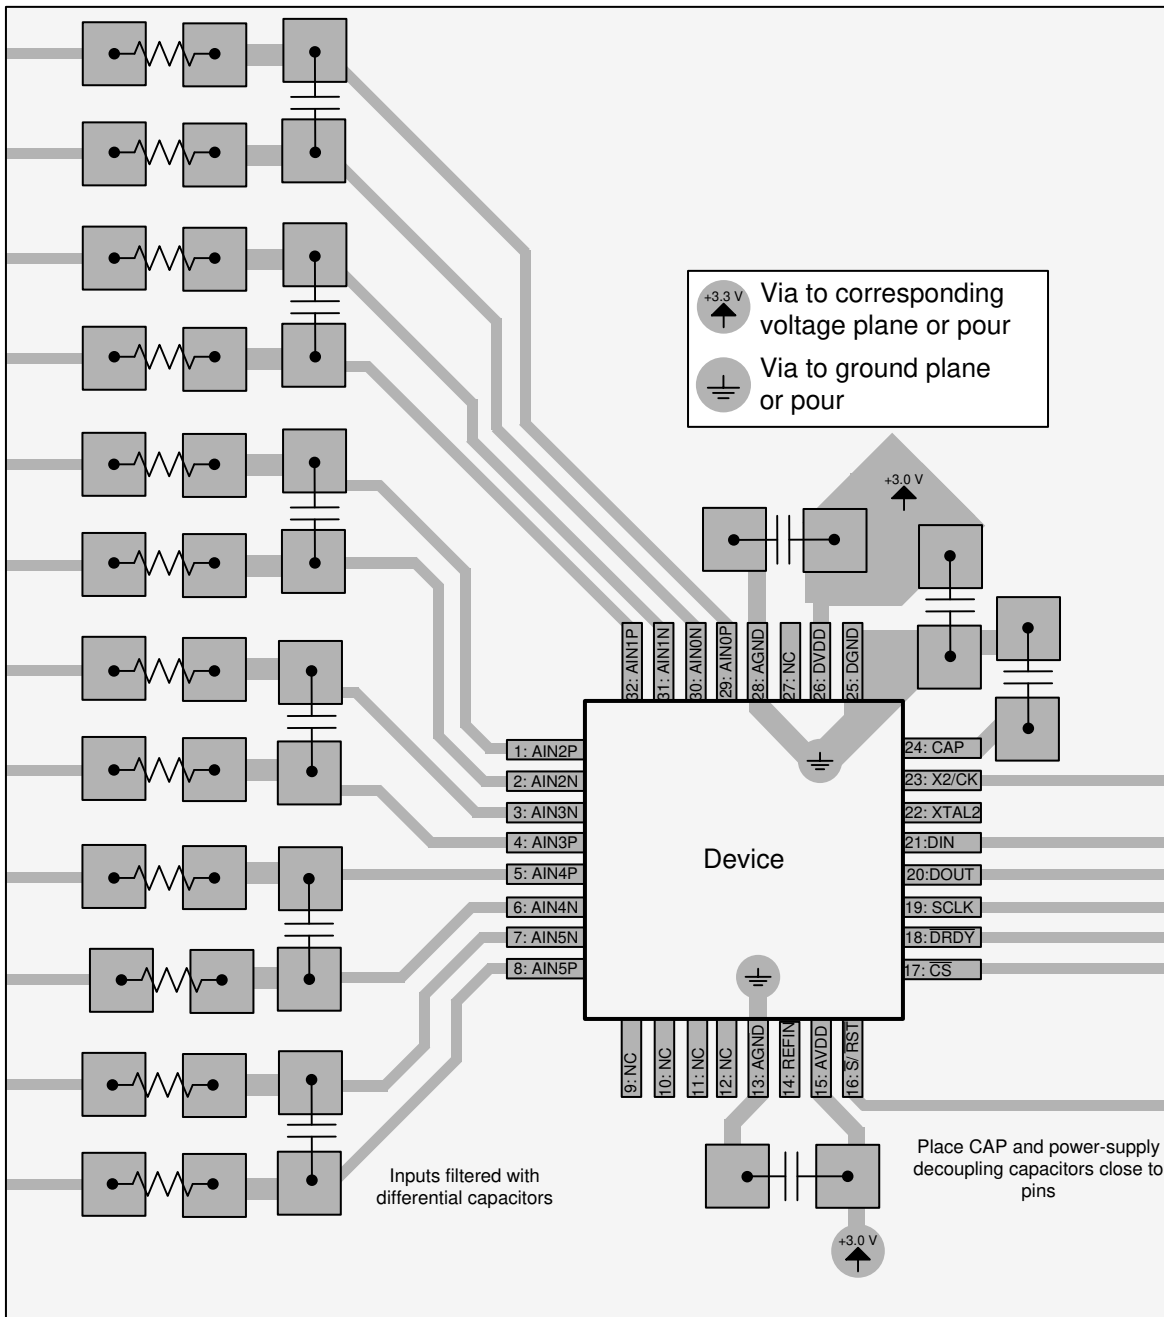 +3.3 V
Via to corresponding
voltage plane or pour
Via to ground plane
or pour
+3.0 V
32: AIN1P
31: AIN1N
30: AIN0N
29: AIN0P
28: AGND
27: NC
26: DVDD
25: DGND
1: AIN2P
2: AIN2N
3: AIN3N
4: AIN3P
5: AIN4P
6: AIN4N
7: AIN5N
8: AIN5P
Device
24: CAP
23: X2/CK
22: XTAL2
21:DIN
20:DOUT
19: SCLK
18: DRDY
17: CS
9: NC
10: NC
11: NC
12: NC
13: AGND
14: REFIN
15: AVDD
16: S/ RST
Inputs filtered with
differential capacitors
Place CAP and power-supply
decoupling capacitors close to
pins
+3.0 V